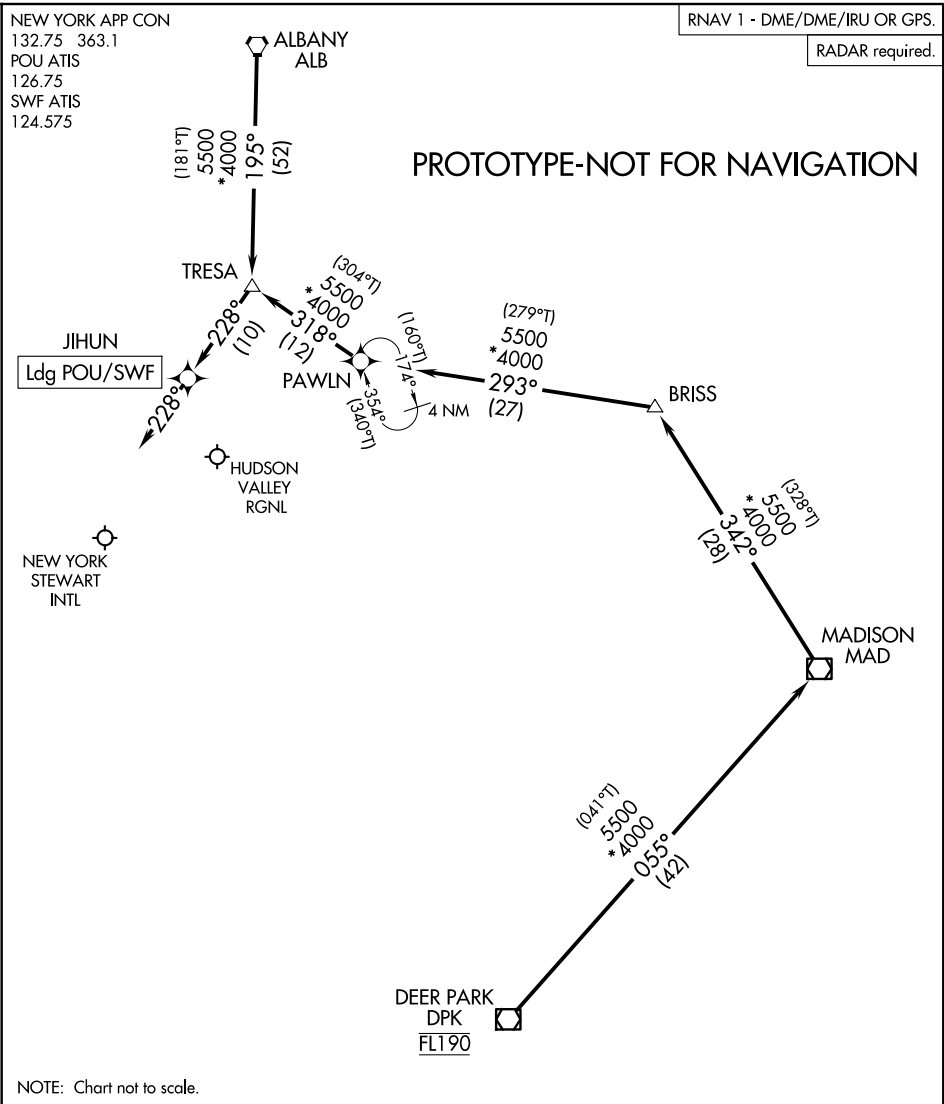 NEW YORK APP CON
132.75 363.1
POU ATIS
126.75
SWF ATIS
124.575
RNAV 1 - DME/DME/IRU OR GPS.
RADAR required.
ALBANY
ALB
(181°T)
5500
*4000
195°
(52)
PROTOTYPE-NOT FOR NAVIGATION
TRESA
(304°T)
5500
*4000
318°
(12)
228°
(10)
JIHUN
Ldg POU/SWF
228°
PAWLN
(160°T)
174°
354°
(340°T)
4 NM
(279°T)
5500
*4000
293°
(27)
BRISS
HUDSON
VALLEY
RGNL
NEW YORK
STEWART
INTL
(328°T)
5500
*4000
342°
(28)
MADISON
MAD
(041°T)
5500
*4000
055°
(42)
DEER PARK
DPK
FL190
NOTE: Chart not to scale.